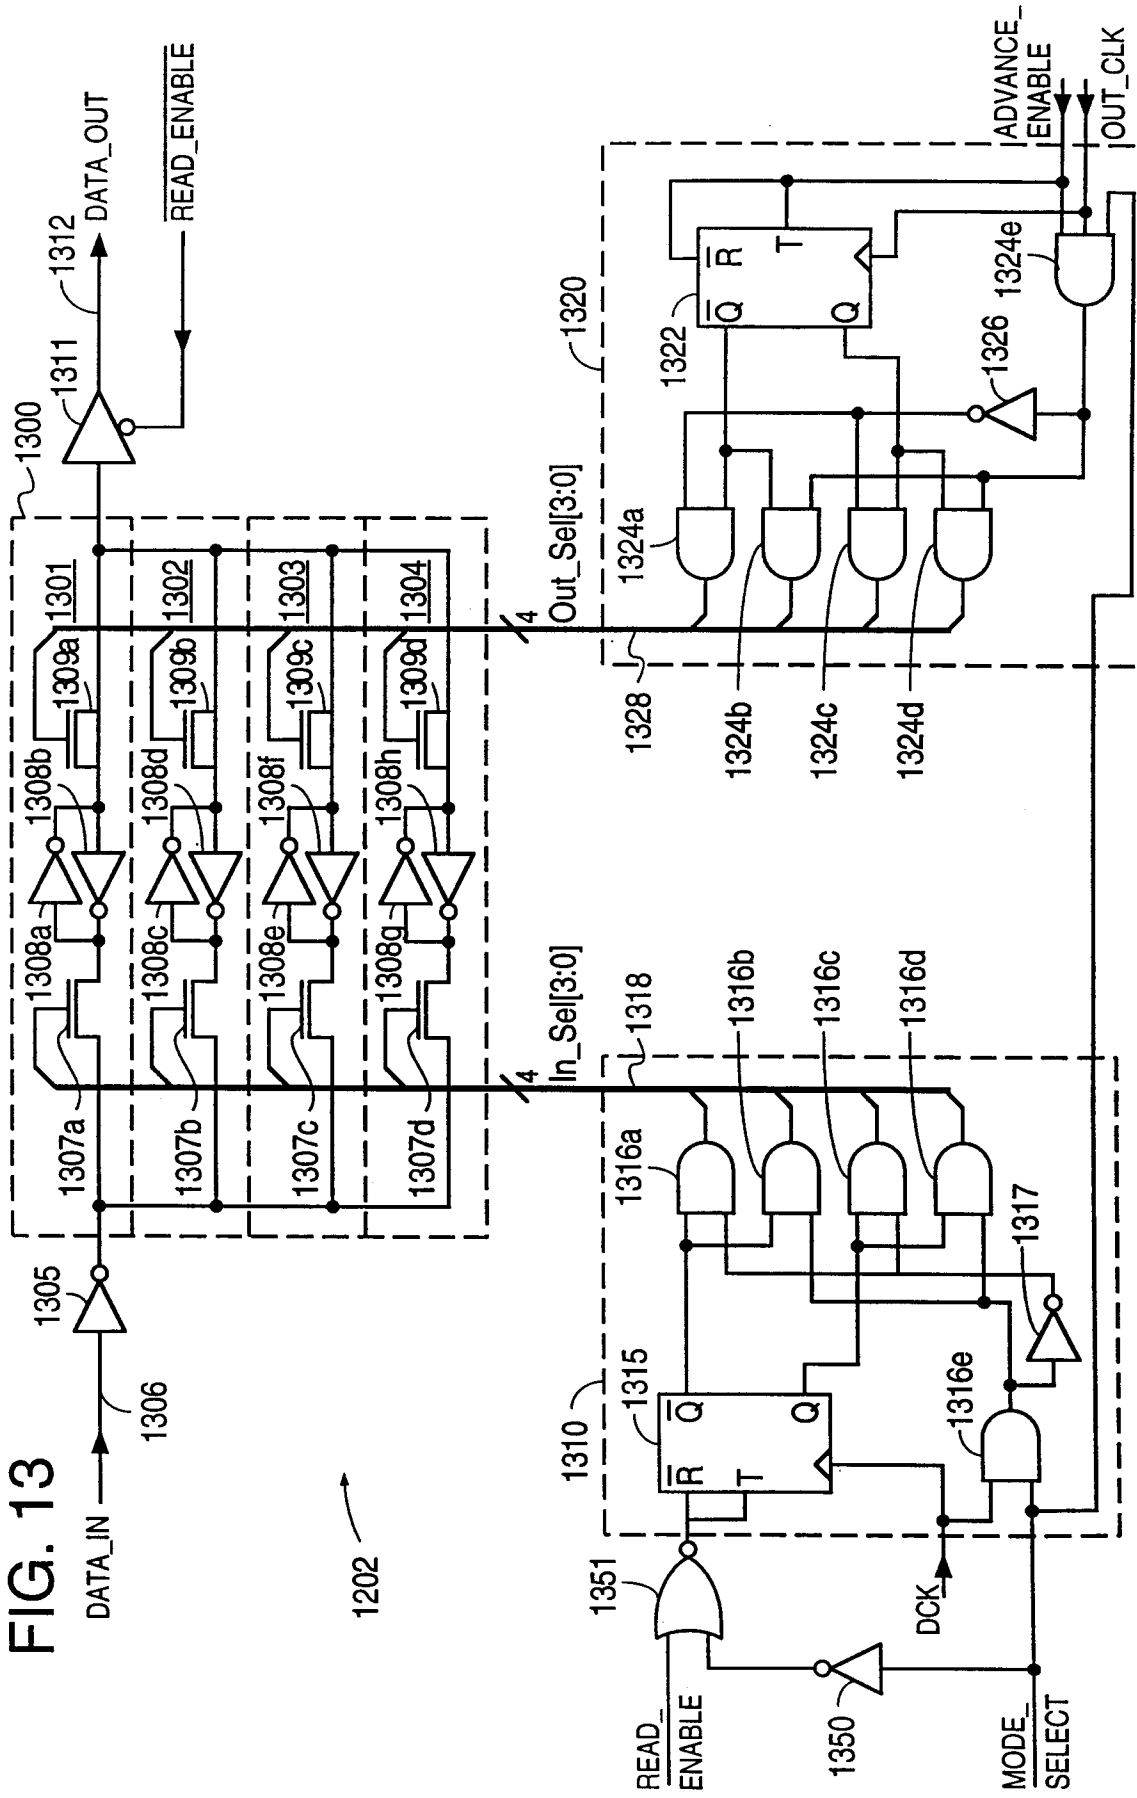 FIG. 13
DATA_IN
1306
1305
1300
1311
1312
DATA_OUT
READ_ENABLE
1307a
1308a
1308b
1309a
1301
1307b
1308c
1308d
1309b
1302
1307c
1308e
1308f
1309c
1303
1307d
1308g
1308h
1309d
1304
1202
4
In_Sel[3:0]
4
Out_Sel[3:0]
READ_
ENABLE
1351
1350
MODE_
SELECT
DCK
1310
1315
R
T
Q
Q
1316a
1316b
1316c
1316d
1316e
1317
1318
1328
1324a
1324b
1324c
1324d
1320
1322
Q
R
T
Q
1326
1324e
ADVANCE_
ENABLE
OUT_CLK